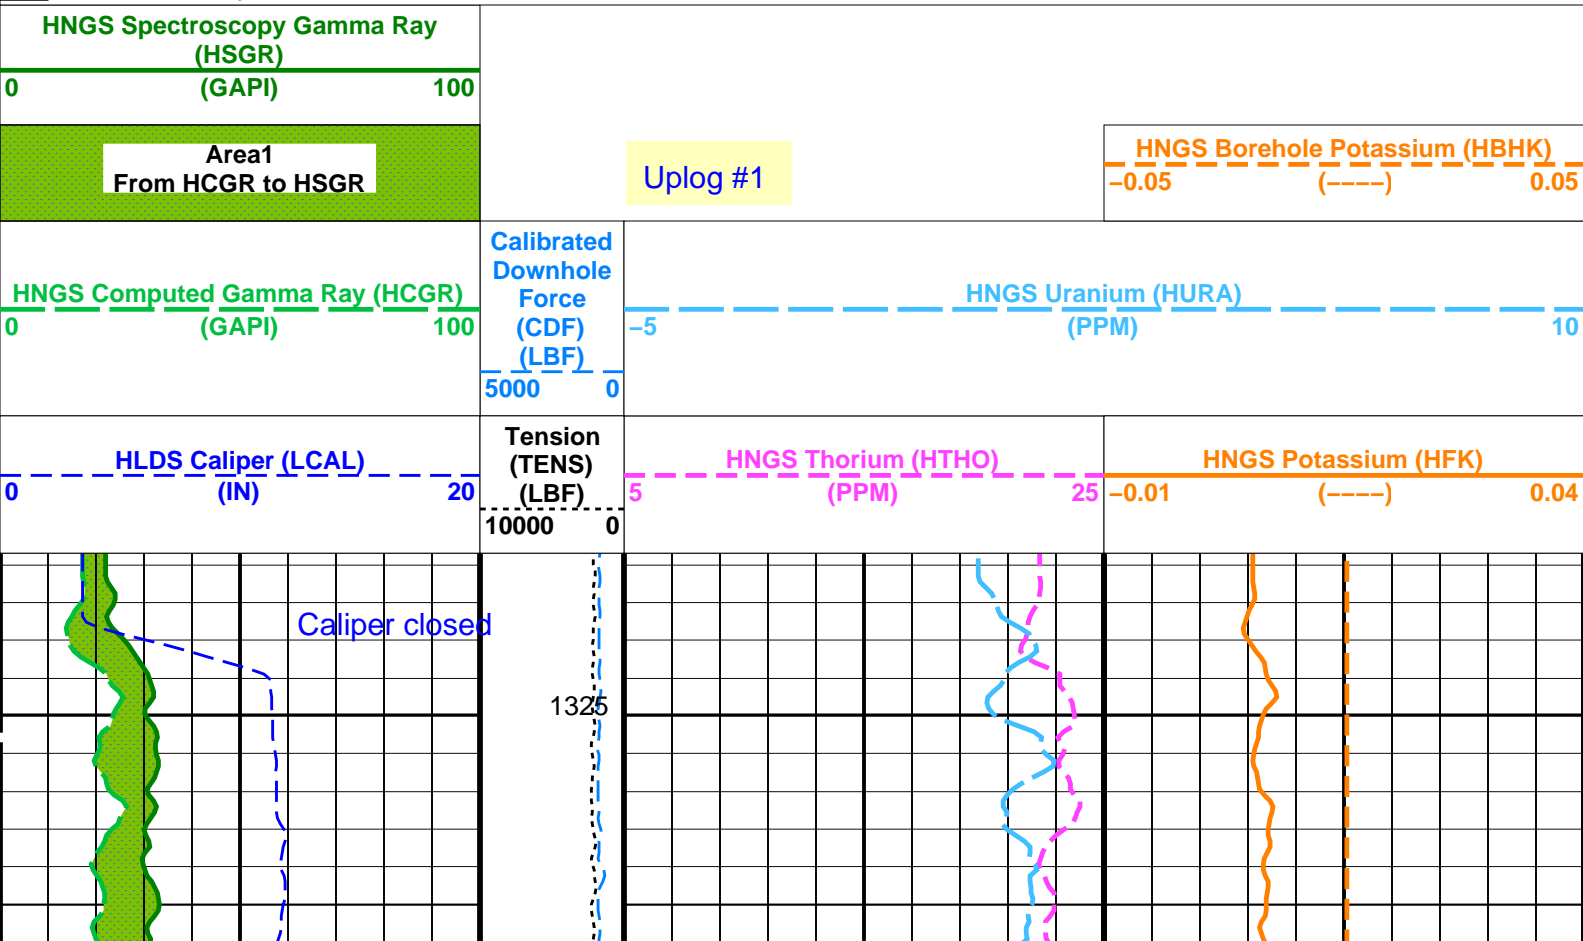 HNGS Spectroscopy Gamma Ray
(HSGR)
0 (GAPI) 100
Area1
From HCGR to HSGR
Uplog #1
HNGS Borehole Potassium (HBHK)
−0.05 (−−−−) 0.05
HNGS Computed Gamma Ray (HCGR)
0 (GAPI) 100
Calibrated
Downhole
Force
(CDF)
(LBF)
5000 0
HNGS Uranium (HURA)
−5 (PPM) 10
HLDS Caliper (LCAL)
0 (IN) 20
Tension
(TENS)
(LBF)
10000 0
HNGS Thorium (HTHO)
5 (PPM) 25
HNGS Potassium (HFK)
−0.01 (−−−−) 0.04
Caliper closed
1325